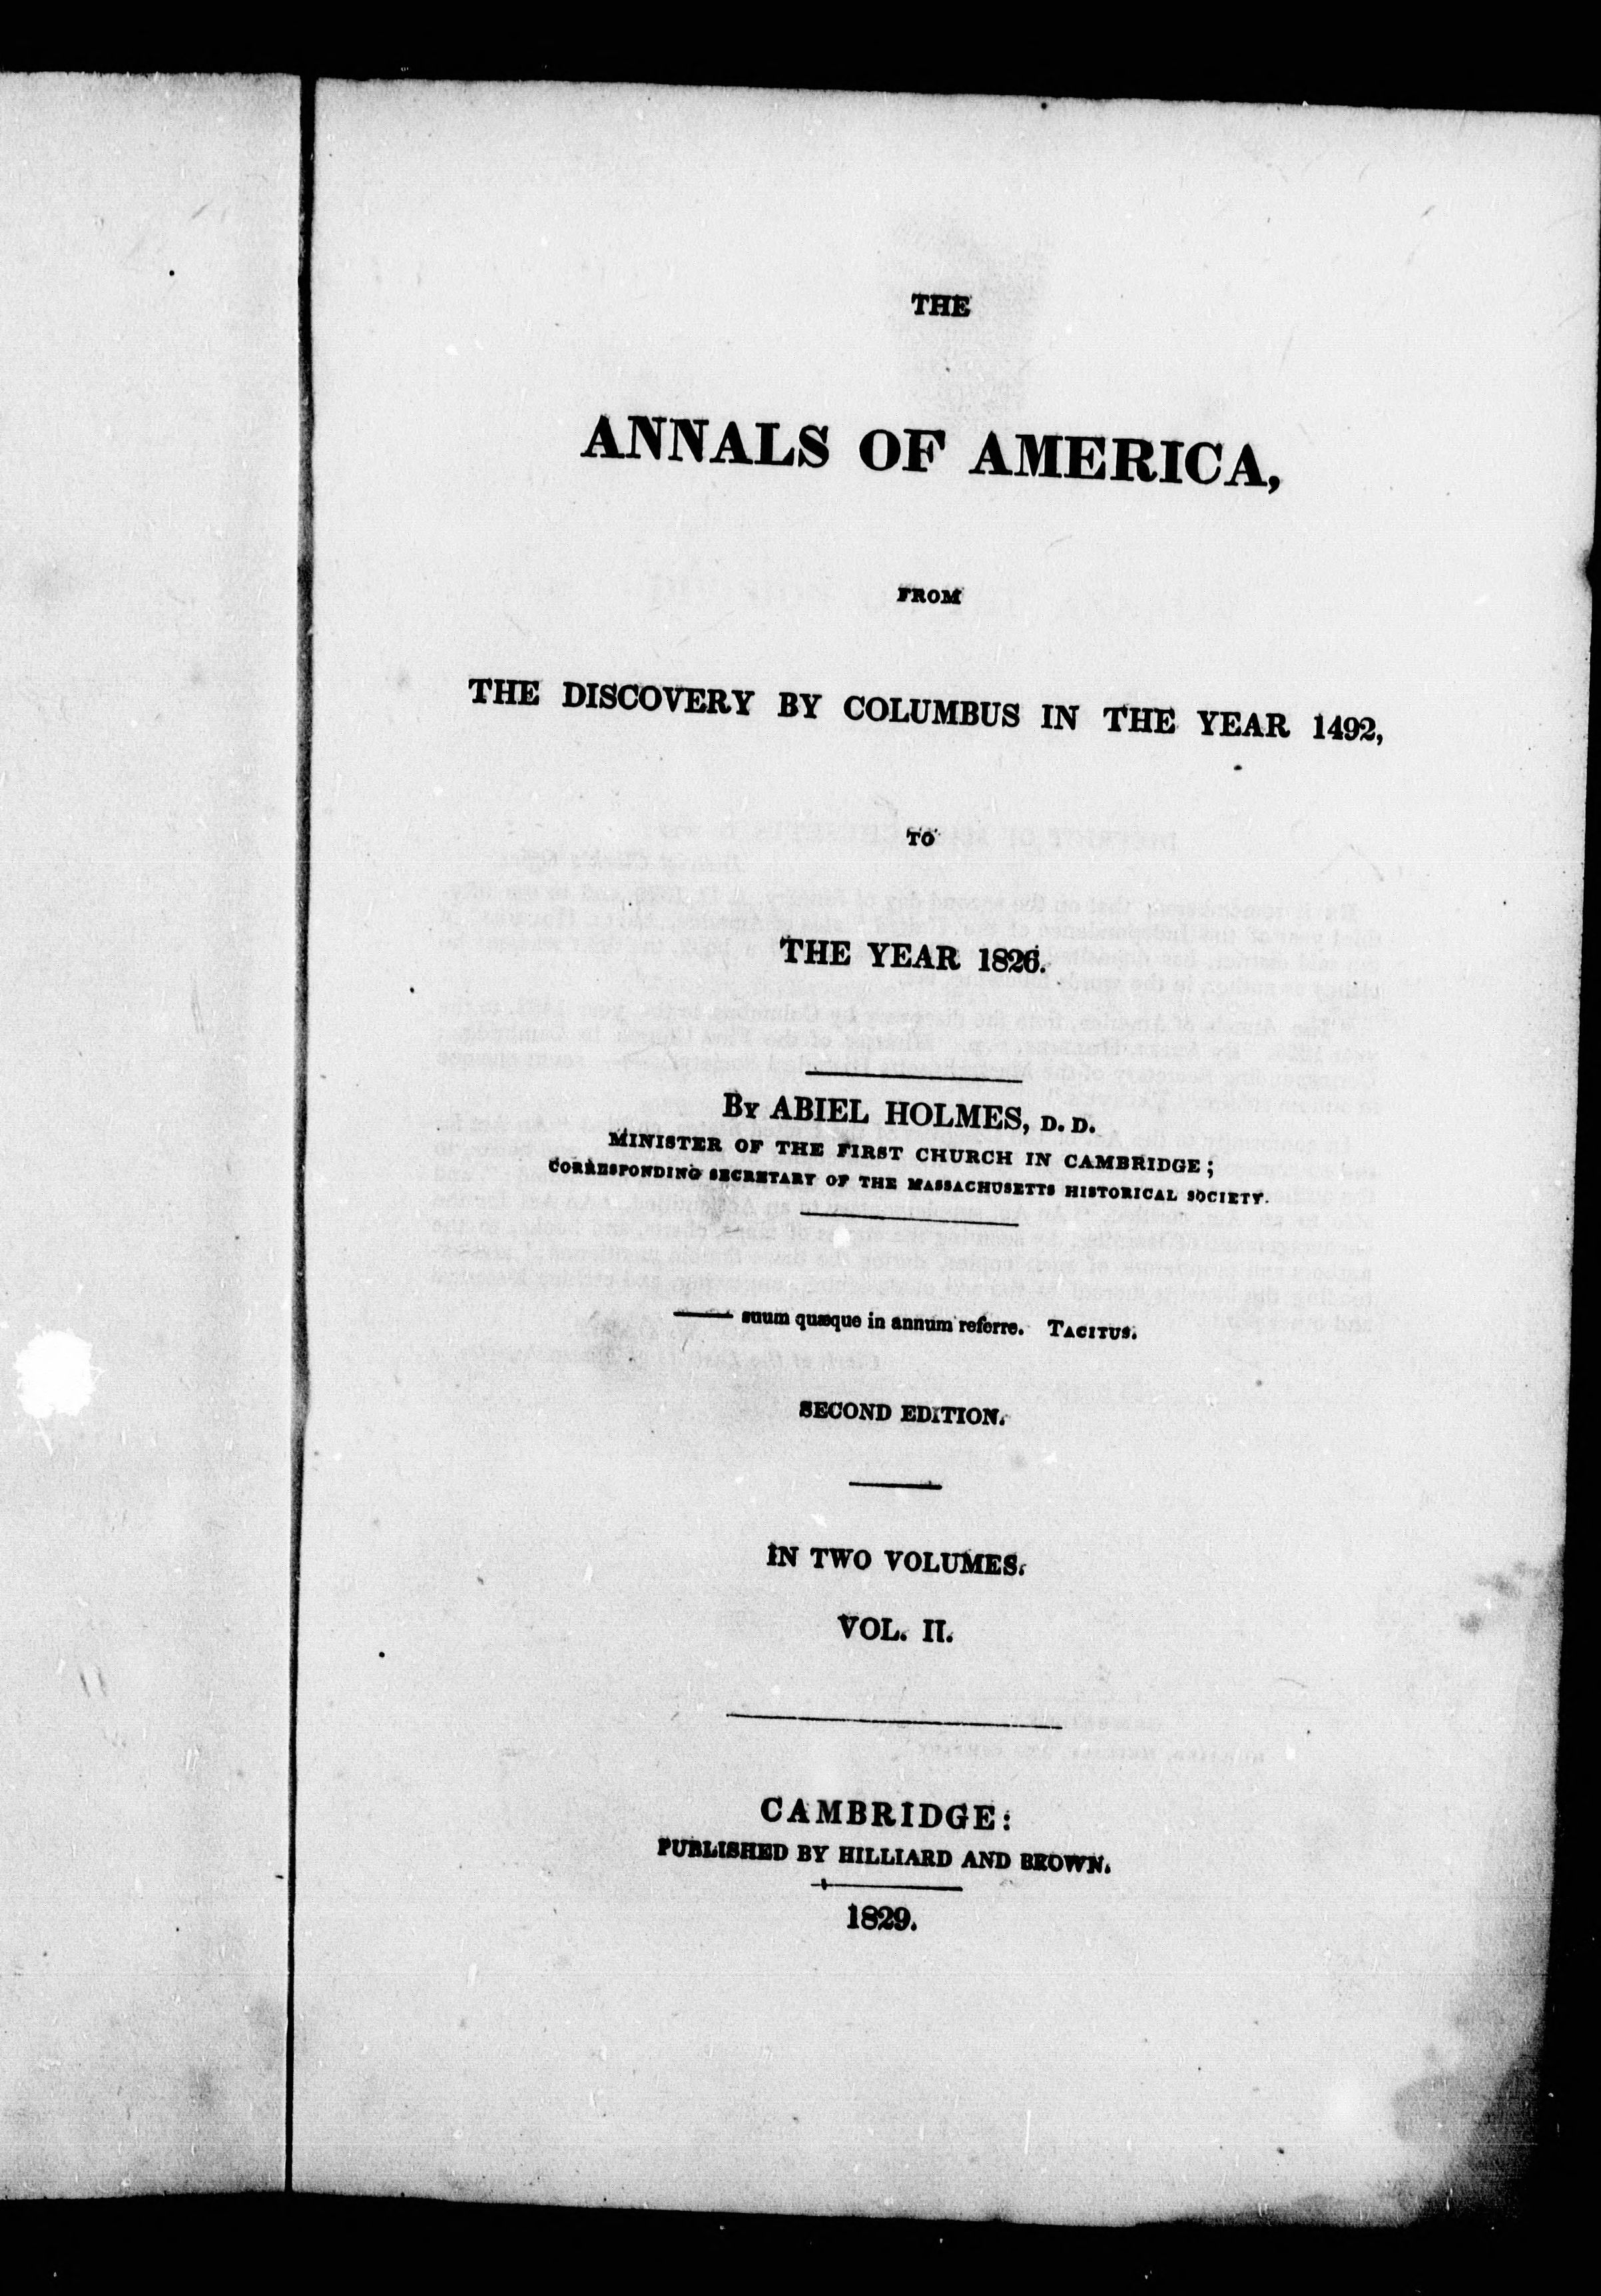 THE
ANNALS OF AMERICA,
FROM
THE DISCOVERY BY COLUMBUS IN THE YEAR 1492,
TO
THE YEAR 1826.
By ABIEL HOLMES, D. D.
MINISTER OF THE FIRST CHURCH IN CAMBRIDGE;
CORRESPONDING SECRETARY OF THE MASSACHUSETTS HISTORICAL SOCIETY.
—— suum quæque in annum referre. TACITUS.
SECOND EDITION.
IN TWO VOLUMES.
VOL. II.
CAMBRIDGE:
PUBLISHED BY HILLIARD AND BROWN.
1829.